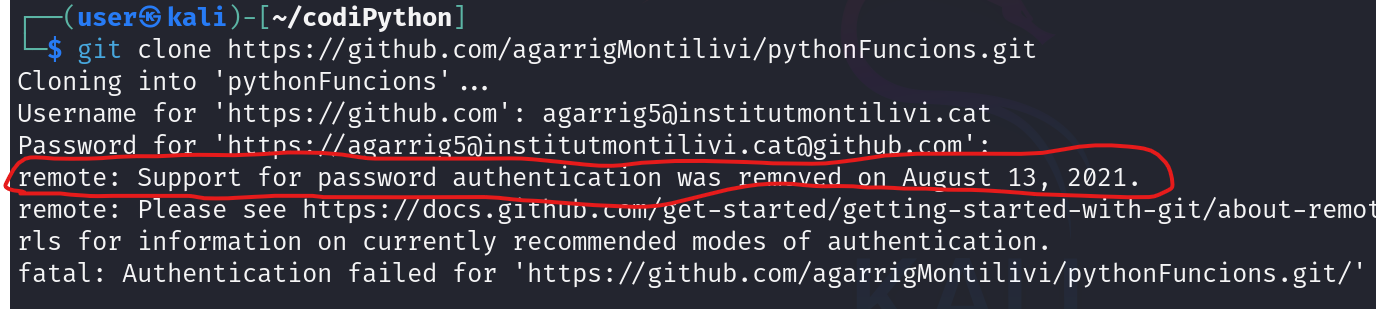 ┌──(user㉿kali)-[~/codiPython]
└─$ git clone https://github.com/agarrigMontilivi/pythonFuncions.git
Cloning into 'pythonFuncions'...
Username for 'https://github.com': agarrig5@institutmontilivi.cat
Password for 'https://agarrig5@institutmontilivi.cat@github.com':
remote: Support for password authentication was removed on August 13, 2021.
remote: Please see https://docs.github.com/get-started/getting-started-with-git/about-remot
rls for information on currently recommended modes of authentication.
fatal: Authentication failed for 'https://github.com/agarrigMontilivi/pythonFuncions.git/'
KALI